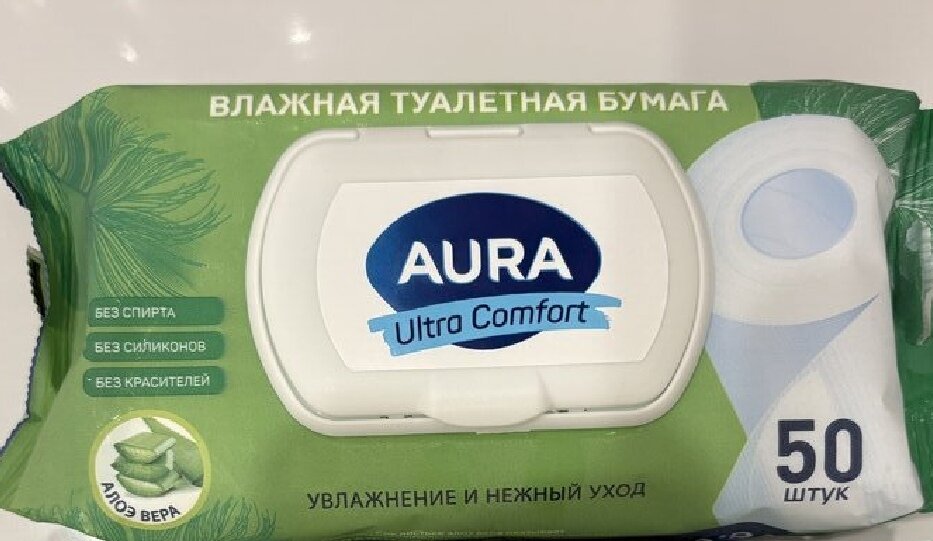 ВЛАЖНАЯ ТУАЛЕТНАЯ БУМАГА
AURA
Ultra Comfort
БЕЗ СПИРТА
БЕЗ СИЛИКОНОВ
БЕЗ КРАСИТЕЛЕЙ
АЛОЭ ВЕРА
УВЛАЖНЕНИЕ И НЕЖНЫЙ УХОД
50
ШТУК